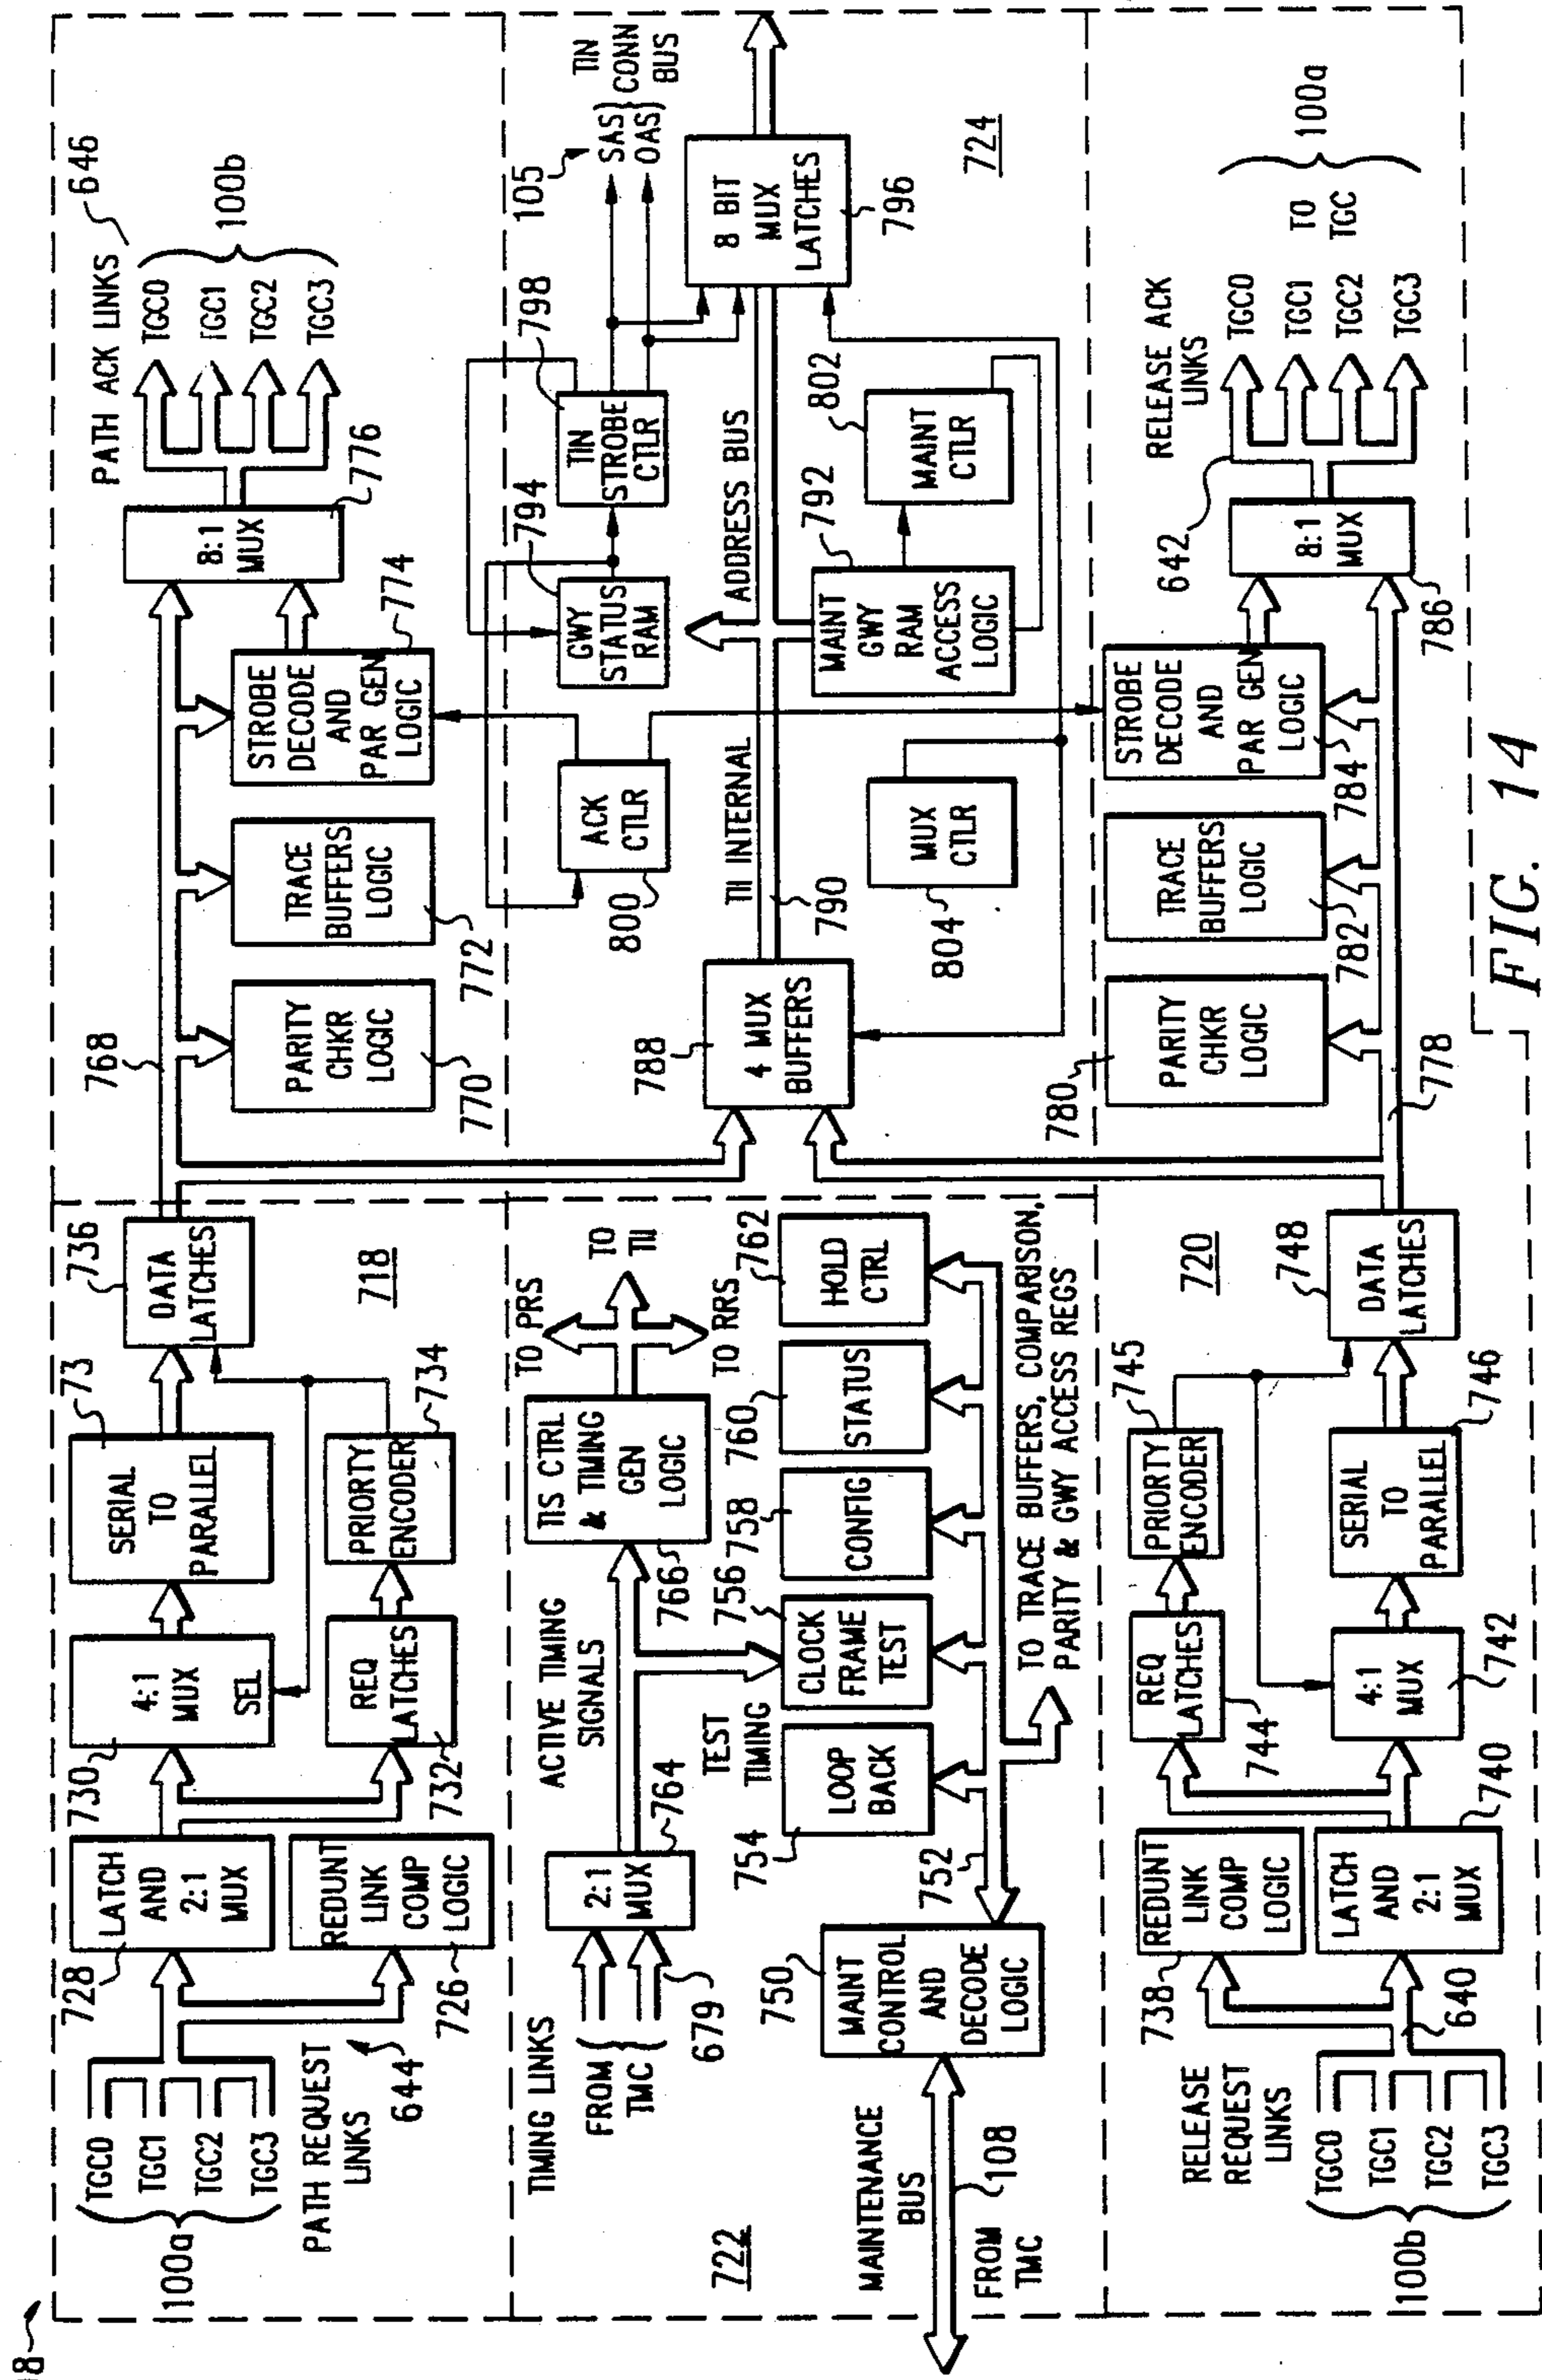 PATH ACK LINKS
646
TGC0
TGC1
TGC2
TGC3
100b
8:1
MUX
776
768
PARITY
CHKR
LOGIC
770
TRACE
BUFFERS
LOGIC
772
STROBE
DECODE
AND
PAR GEN
LOGIC
774
736
DATA
LATCHES
718
73
SERIAL
TO
PARALLEL
PRIORTY
ENCODER
734
730
4:1
MUX
SEL
REQ
LATCHES
732
728
LATCH
AND
2:1
MUX
REDUNT
LINK
COMP
LOGIC
726
TGC0
TGC1
TGC2
TGC3
100a
PATH REQUEST
LINKS
644
105
SAS
OAS
TIN
CONN
BUS
798
TIN
STROBE
CTLR
794
GWY
STATUS
RAM
ACK
CTLR
800
8 BIT
MUX
LATCHES
796
724
TII INTERNAL
ADDRESS BUS
790
788
4 MUX
BUFFERS
792
MAINT
GWY
RAM
ACCESS
LOGIC
802
MAINT
CTLR
804
MUX
CTLR
TIMING LINKS
FROM
TMC
679
2:1
MUX
764
ACTIVE TIMING
SIGNALS
TIS CTRL
& TIMING
GEN
LOGIC
766
TO PRS
TO
TII
TO RRS
TEST
TIMING
754
LOOP
BACK
756
CLOCK
FRAME
TEST
758
CONFIG
760
STATUS
762
HOLD
CTRL
752
TO TRACE BUFFERS, COMPARISON,
PARITY & GWY ACCESS REGS
750
MAINT
CONTROL
AND
DECODE
LOGIC
722
MAINTENANCE
BUS
108
FROM
TMC
RELEASE
REQUEST
LINKS
TGC0
TGC1
TGC2
TGC3
100b
640
738
REDUNT
LINK
COMP
LOGIC
LATCH
AND
2:1
MUX
740
REQ
LATCHES
744
4:1
MUX
742
745
PRIORITY
ENCODER
SERIAL
TO
PARALLEL
746
720
748
DATA
LATCHES
778
780
PARITY
CHKR
LOGIC
TRACE
BUFFERS
LOGIC
782
STROBE
DECODE
AND
PAR GEN
LOGIC
784
8:1
MUX
786
642
RELEASE ACK
LINKS
TGC0
TGC1
TGC2
TGC3
TO
TGC
100a
FIG. 14